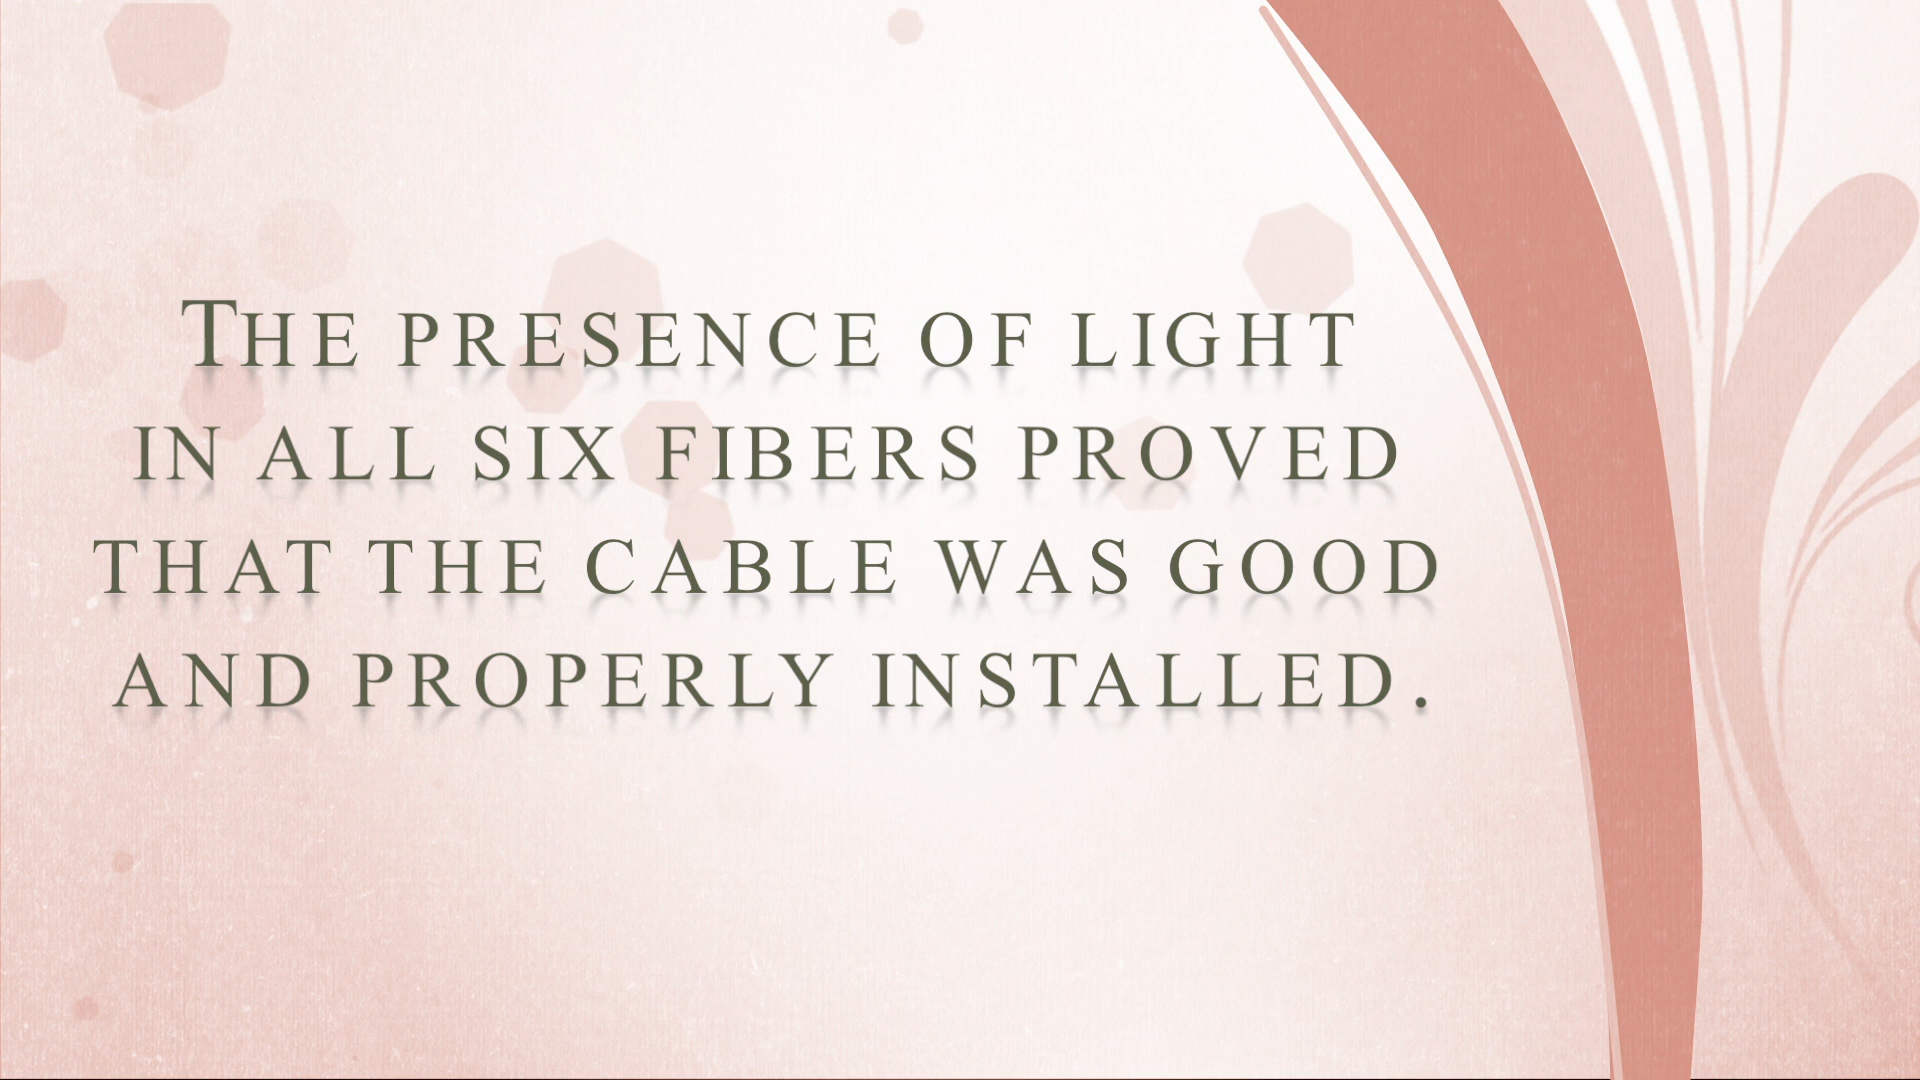 The presence of light
in all six fibers proved
that the cable was good
and properly installed.